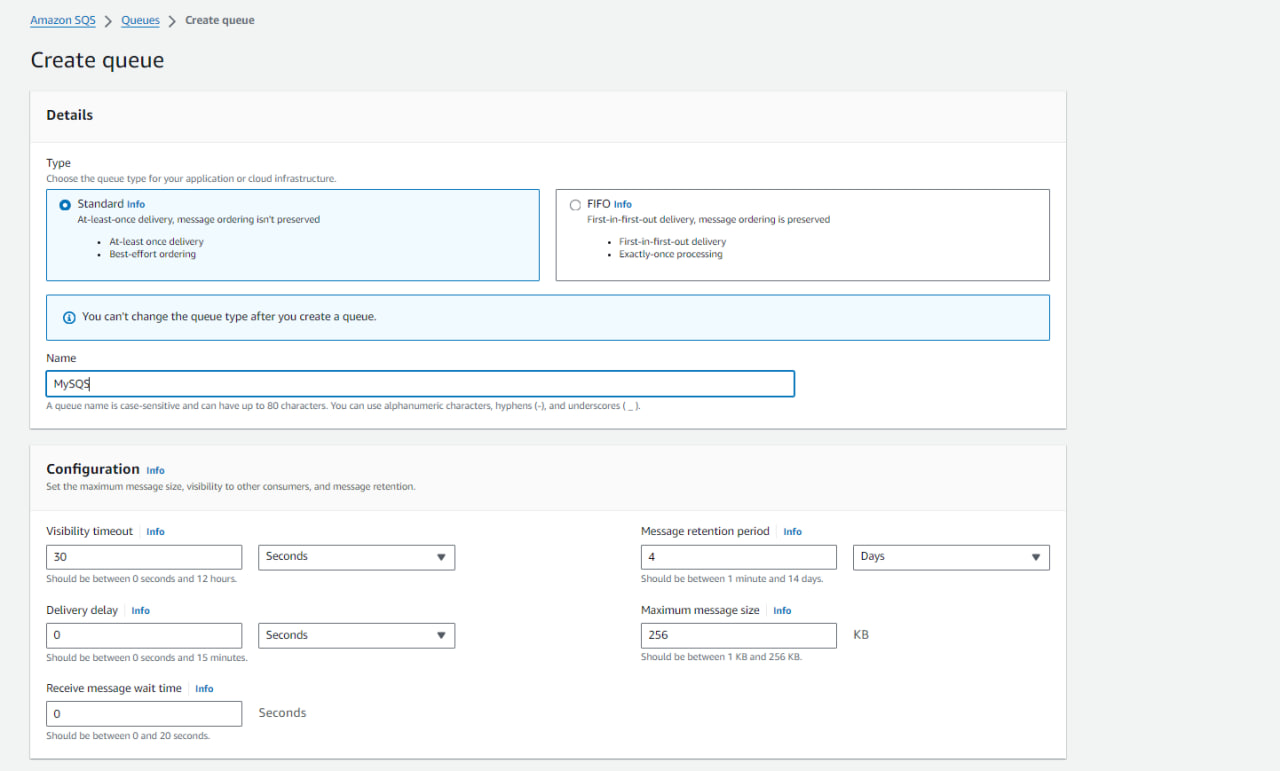 Amazon SQS > Queues > Create queue
Create queue
Details
Type
Choose the queue type for your application or cloud infrastructure.
Standard Info
At-least-once delivery, message ordering isn't preserved
• At-least once delivery
• Best-effort ordering
FIFO Info
First-in-first-out delivery, message ordering is preserved
• First-in-first-out delivery
• Exactly-once processing
You can't change the queue type after you create a queue.
Name
MySQS
A queue name is case-sensitive and can have up to 80 characters. You can use alphanumeric characters, hyphens (-), and underscores ( _ ).
Configuration Info
Set the maximum message size, visibility to other consumers, and message retention.
Visibility timeout Info
30 Seconds
Should be between 0 seconds and 12 hours.
Message retention period Info
4 Days
Should be between 1 minute and 14 days.
Delivery delay Info
0 Seconds
Should be between 0 seconds and 15 minutes.
Maximum message size Info
256 KB
Should be between 1 KB and 256 KB.
Receive message wait time Info
0 Seconds
Should be between 0 and 20 seconds.